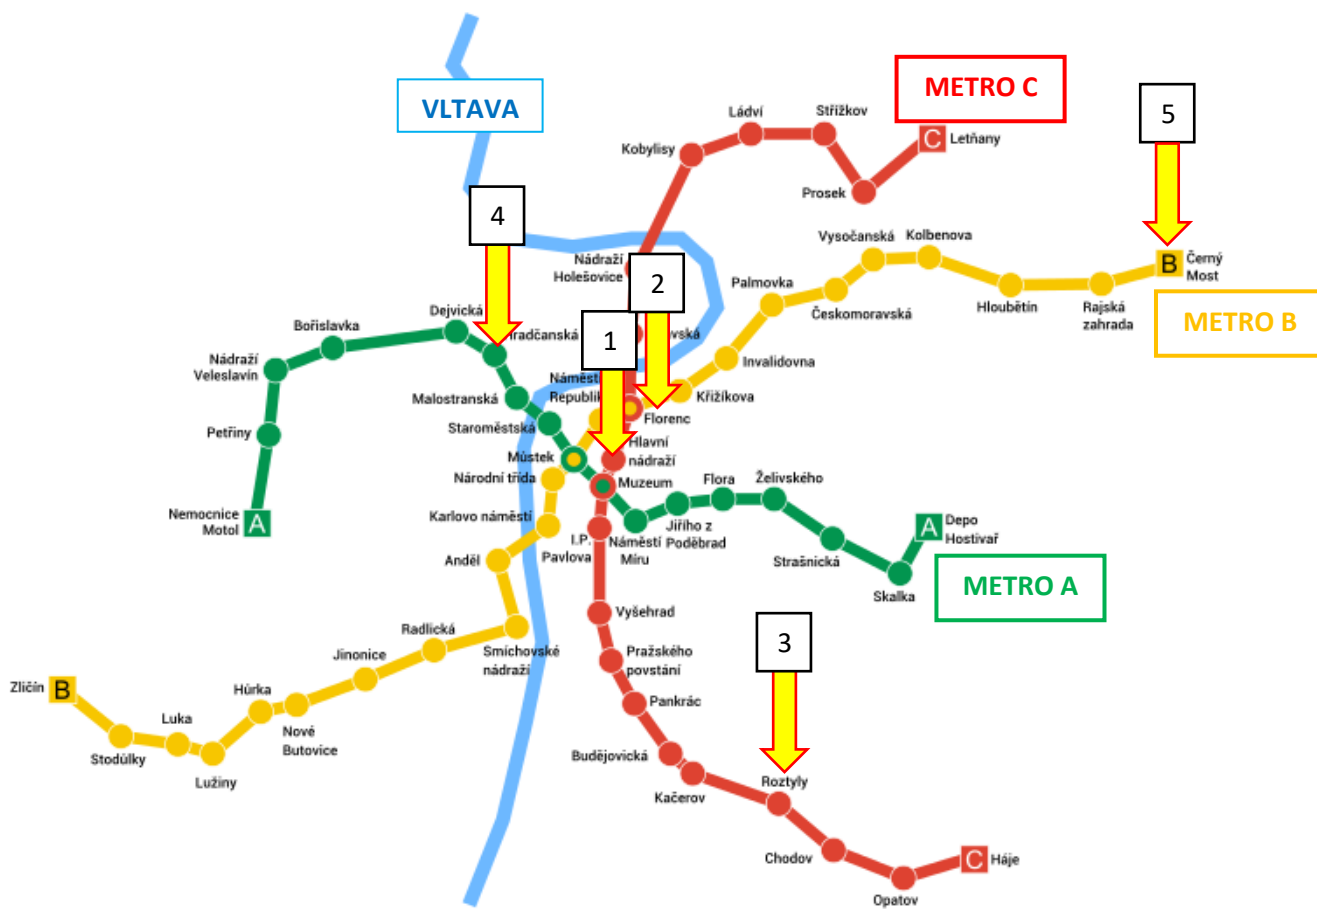 METRO C
VLTAVA
5
Ládví
Střížkov
C
Letňany
Kobylisy
Prosek
4
Vysočanská
Kolbenova
Nádraží
Holešovice
2
B
Černý
Most
Palmovka
Českomoravská
Hloubětín
Rajská
zahrada
METRO B
Dejvická
Bořislavka
1
Nádraží
Veleslavín
Invalidovna
Malostranská
Křižíkova
Florenc
Staroměstská
Petřiny
Hlavní
nádraží
Můstek
Národní třída
Muzeum
Flora
Želivského
Nemocnice
Motol
A
Karlovo náměstí
I.P.
Pavlova
Náměstí
Míru
Jiřího z
Poděbrad
A
Depo
Hostivař
Anděl
Strašnická
Skalka
METRO A
Vyšehrad
Radlická
Smíchovské
nádraží
3
Jinonice
Pražského
povstání
Zličín
B
Hůrka
Luka
Nové
Butovice
Pankrác
Stodůlky
Lužiny
Budějovická
Kačerov
Roztyly
Chodov
C
Háje
Opatov